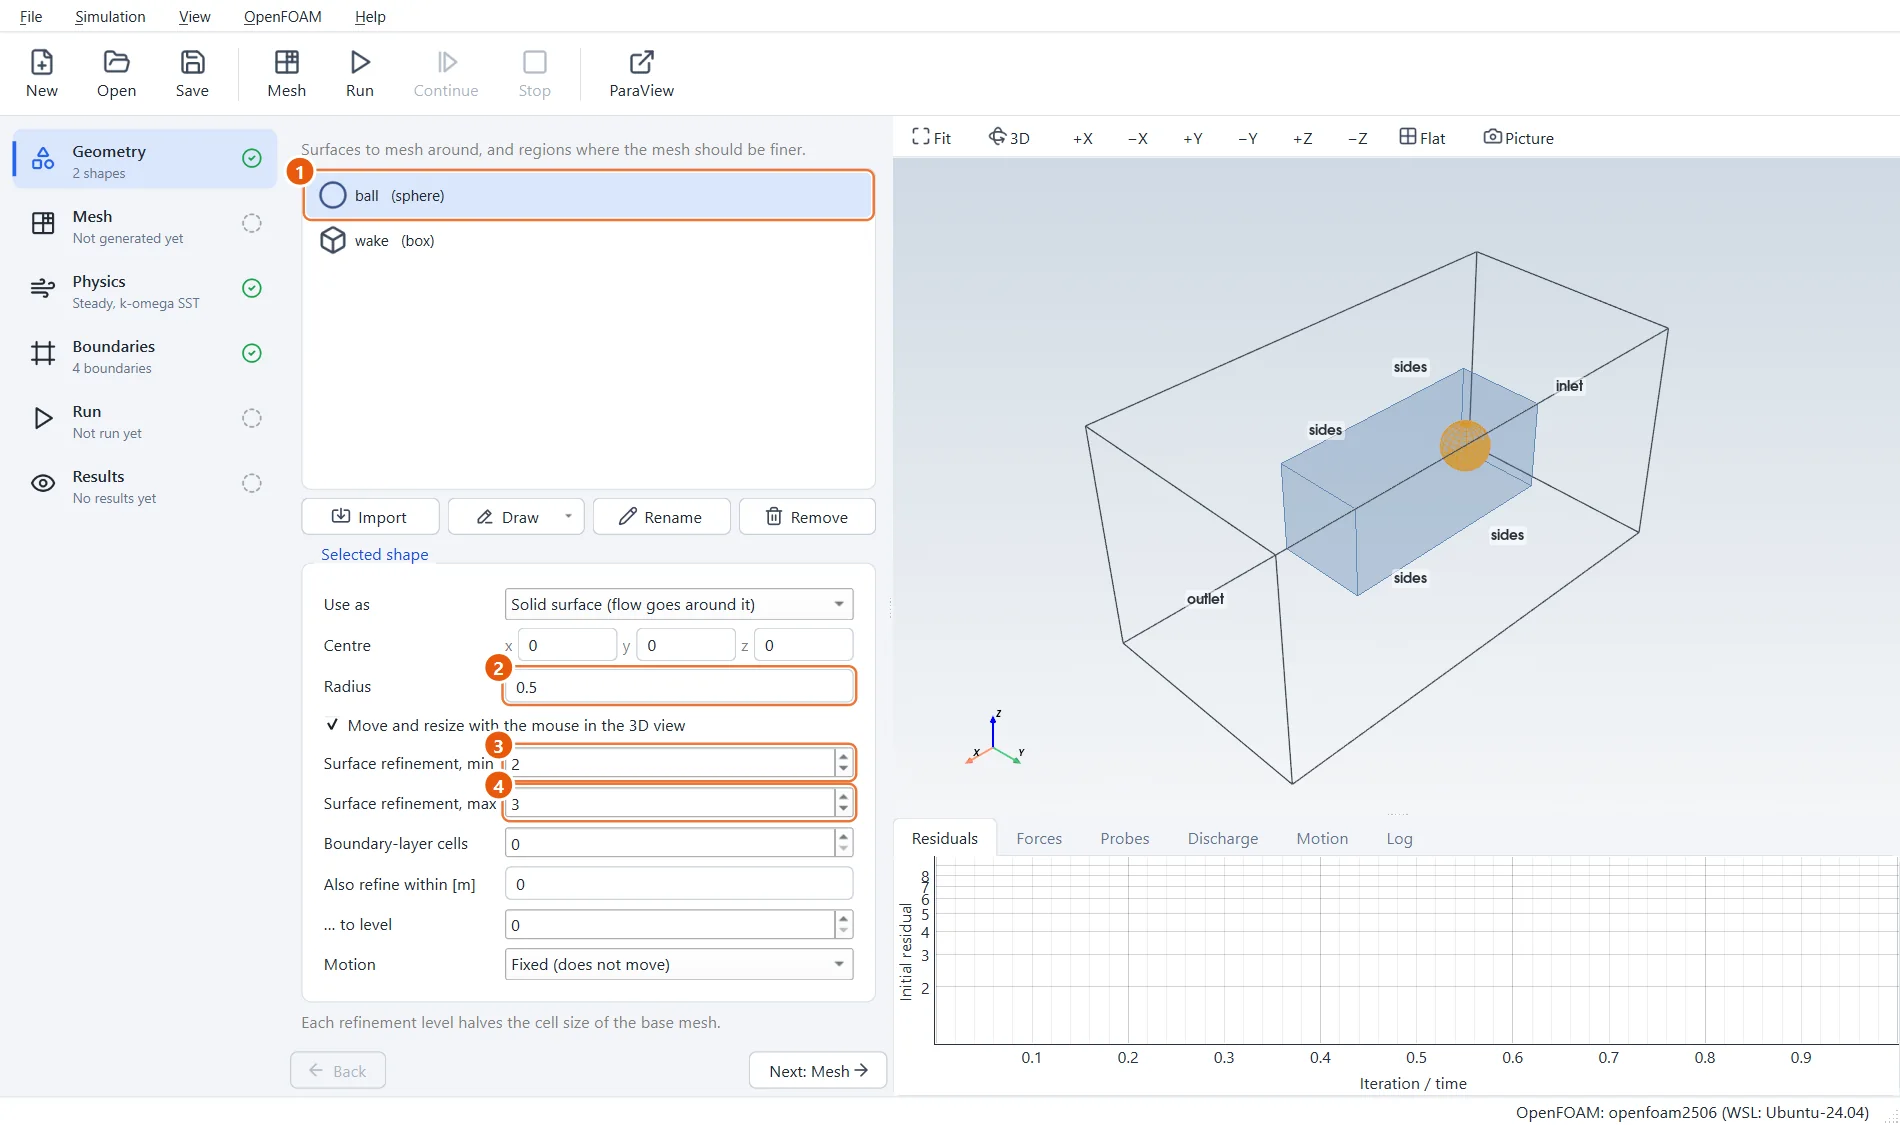 File Simulation View OpenFOAM Help
New Open Save Mesh Run Continue Stop ParaView
Geometry
2 shapes
Mesh
Not generated yet
Physics
Steady, k-omega SST
Boundaries
4 boundaries
Run
Not run yet
Results
No results yet
Surfaces to mesh around, and regions where the mesh should be finer.
1
ball (sphere)
wake (box)
Import Draw Rename Remove
Selected shape
Use as Solid surface (flow goes around it)
Centre x 0 y 0 z 0
2
Radius 0.5
Move and resize with the mouse in the 3D view
3
Surface refinement, min 2
4
Surface refinement, max 3
Boundary-layer cells 0
Also refine within [m] 0
... to level 0
Motion Fixed (does not move)
Each refinement level halves the cell size of the base mesh.
Back Next: Mesh
Fit 3D +X −X +Y −Y +Z −Z Flat Picture
sides
inlet
sides
sides
sides
outlet
Z
X Y
Residuals Forces Probes Discharge Motion Log
8
7
6
5
4
3
2
Initial residual
0.1 0.2 0.3 0.4 0.5 0.6 0.7 0.8 0.9
Iteration / time
OpenFOAM: openfoam2506 (WSL: Ubuntu-24.04)